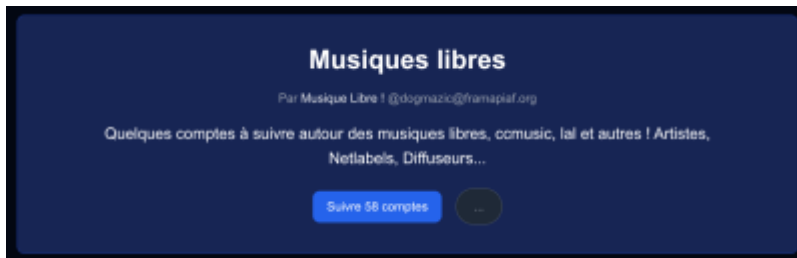 Musiques libres
Par Musique Libre ! @dogmazic@framapiaf.org
Quelques comptes à suivre autour des musiques libres, ccmusic, lal et autres ! Artistes,
Netlabels, Diffuseurs...
Suivre 58 comptes
...